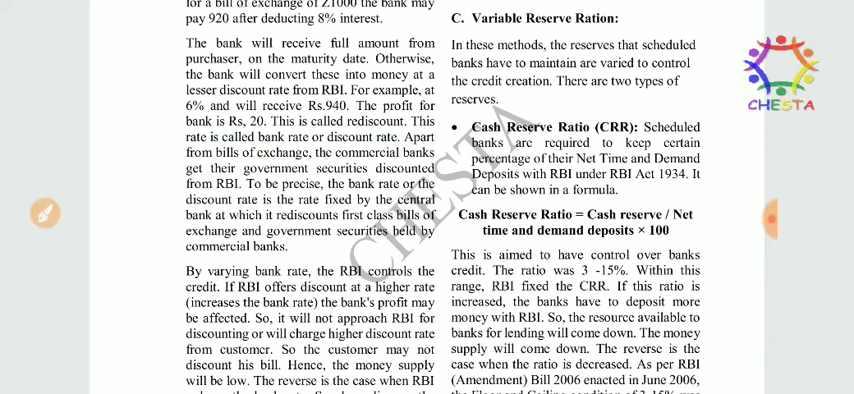 for a bill of exchange of Z1000 the bank may
pay 920 after deducting 8% interest.
The bank will receive full amount from
purchaser, on the maturity date. Otherwise,
the bank will convert these into money at a
lesser discount rate from RBI. For example, at
6% and will receive Rs.940. The profit for
bank is Rs, 20. This is called rediscount. This
rate is called bank rate or discount rate. Apart
from bills of exchange, the commercial banks
get their government securities discounted
from RBI. To be precise, the bank rate or the
discount rate is the rate fixed by the central
bank at which it rediscounts first class bills of
exchange and government securities held by
commercial banks.
By varying bank rate, the RBI controls the
credit. If RBI offers discount at a higher rate
(increases the bank rate) the bank's profit may
be affected. So, it will not approach RBI for
discounting or will charge higher discount rate
from customer. So the customer may not
discount his bill. Hence, the money supply
will be low. The reverse is the case when RBI
C. Variable Reserve Ration:
In these methods, the reserves that scheduled
banks have to maintain are varied to control
the credit creation. There are two types of
reserves.
• Cash Reserve Ratio (CRR): Scheduled
banks are required to keep certain
percentage of their Net Time and Demand
Deposits with RBI under RBI Act 1934. It
can be shown in a formula.
Cash Reserve Ratio = Cash reserve / Net
time and demand deposits × 100
This is aimed to have control over banks
credit. The ratio was 3 -15%. Within this
range, RBI fixed the CRR. If this ratio is
increased, the banks have to deposit more
money with RBI. So, the resource available to
banks for lending will come down. The money
supply will come down. The reverse is the
case when the ratio is decreased. As per RBI
(Amendment) Bill 2006 enacted in June 2006,
the Floor and Ceiling condition of 3-15% was
CHESTA
CHESTA